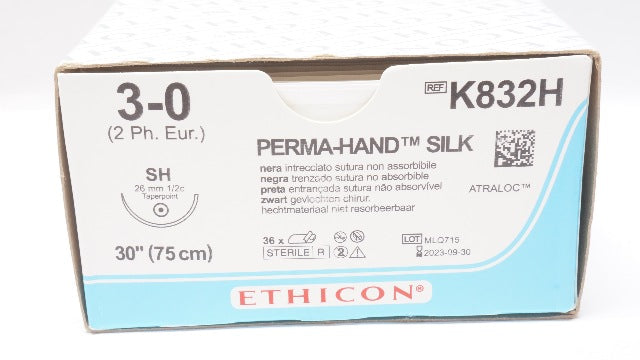 3-0
(2 Ph. Eur.)
REF K832H
PERMA-HAND™ SILK
SH
26 mm 1/2c
Taperpoint
nera intrecciato sutura non assorbibile
negra trenzado sutura no absorbible
preta entrançada sutura não absorvível
zwart gevlochten chirur.
hechtmateriaal niet resorbeerbaar
ATRALOC™
30" (75 cm)
36 x
STERILE R
LOT MLQ715
2023-09-30
ETHICON®